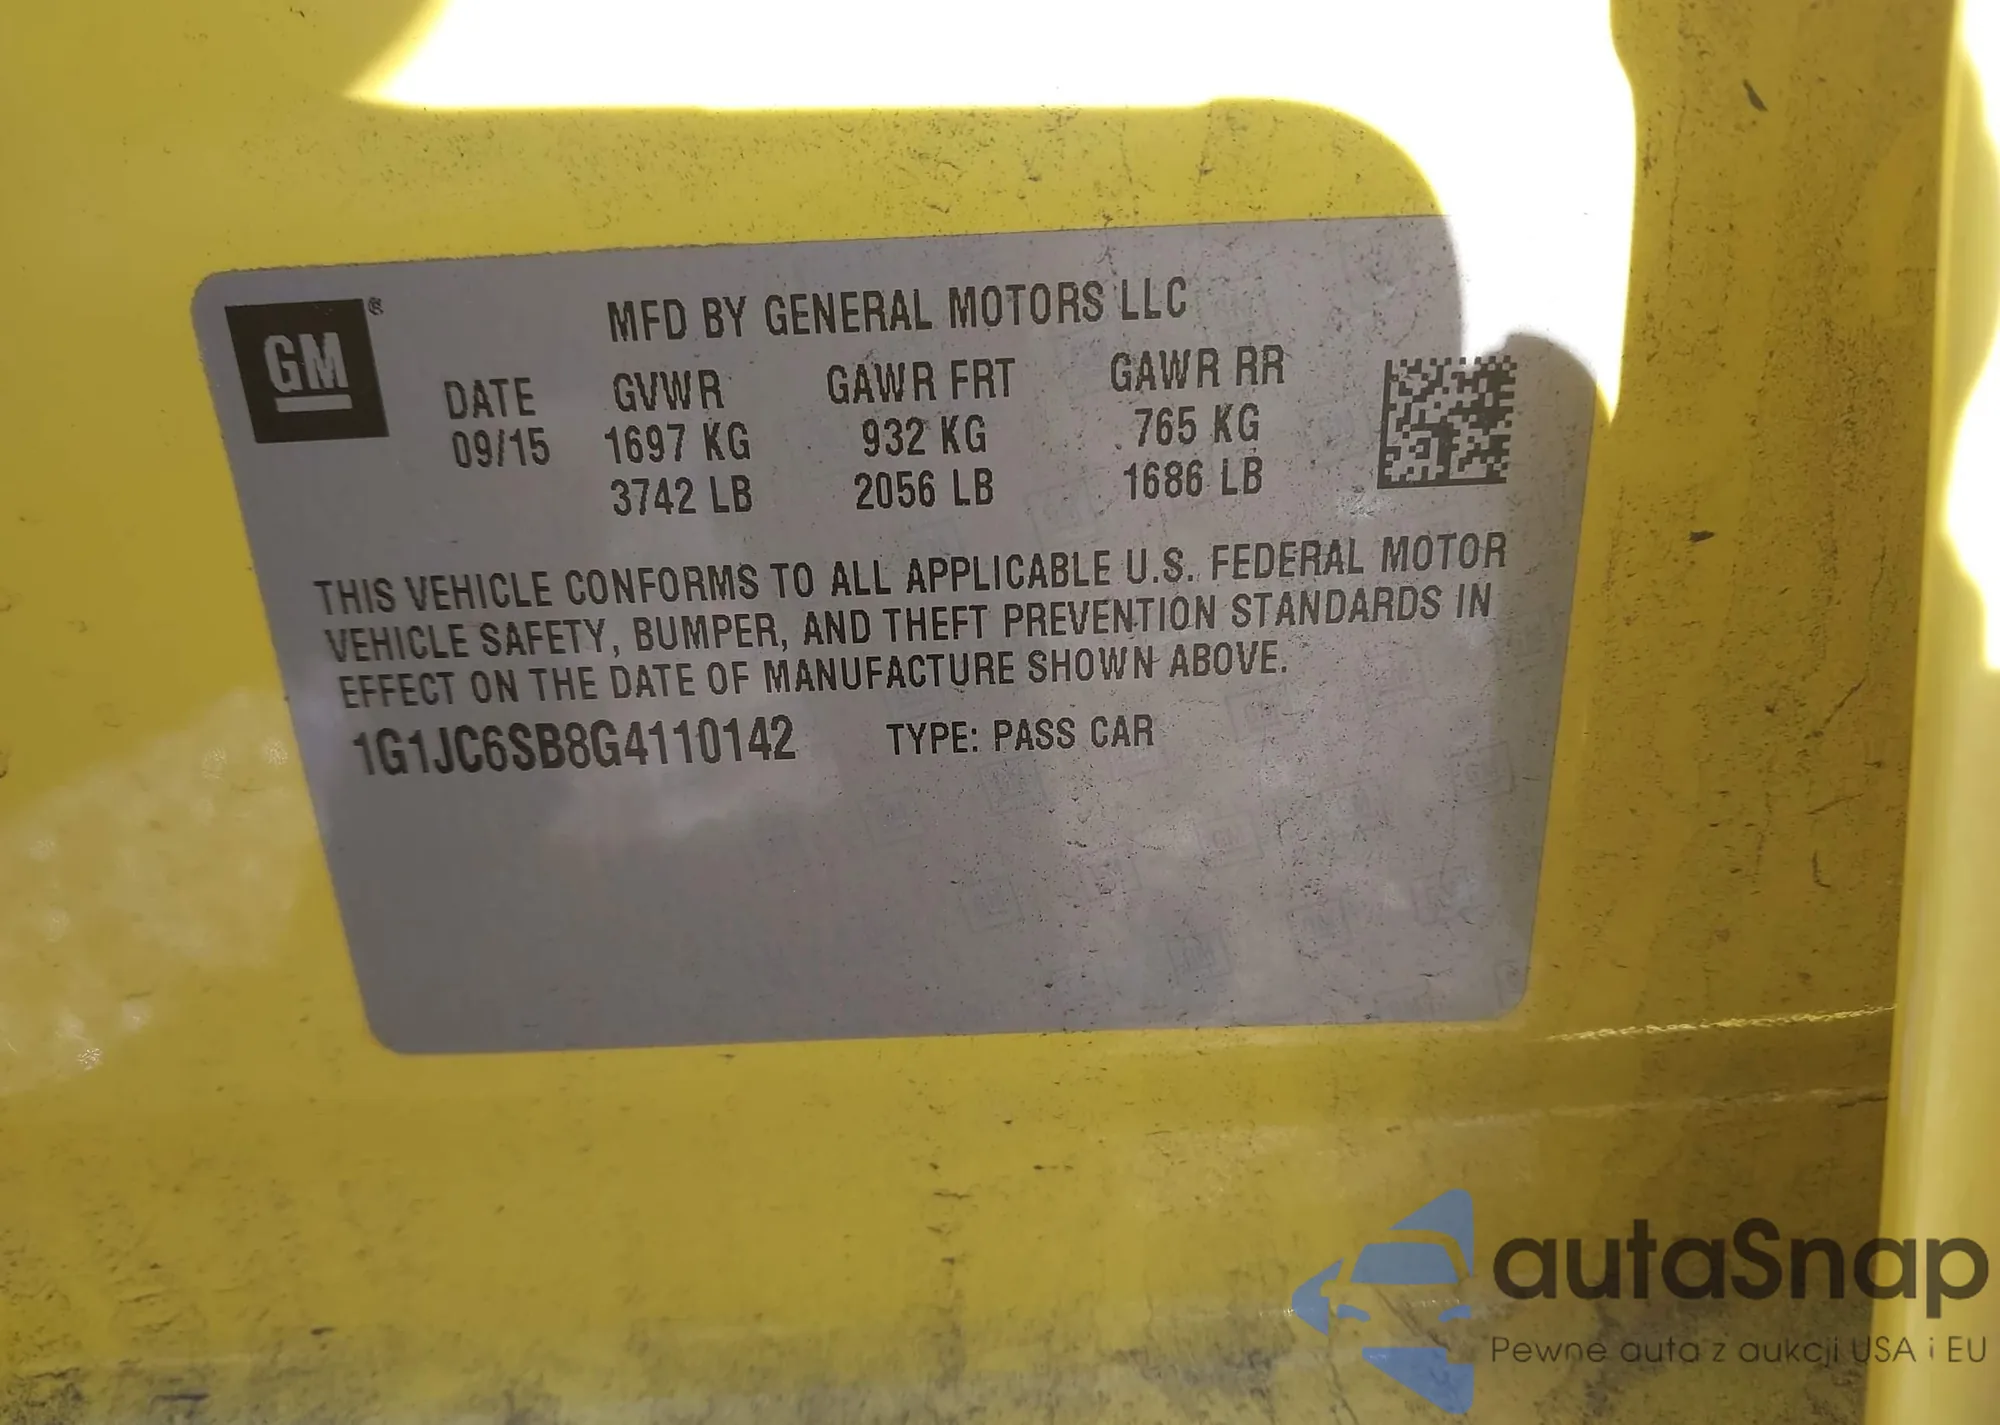 GM ®
MFD BY GENERAL MOTORS LLC
DATE GVWR GAWR FRT GAWR RR
09/15 1697 KG 932 KG 765 KG
3742 LB 2056 LB 1686 LB
THIS VEHICLE CONFORMS TO ALL APPLICABLE U.S. FEDERAL MOTOR
VEHICLE SAFETY, BUMPER, AND THEFT PREVENTION STANDARDS IN
EFFECT ON THE DATE OF MANUFACTURE SHOWN ABOVE.
1G1JC6SB8G4110142 TYPE: PASS CAR
autaSnap
Pewne auta z aukcji USA i EU